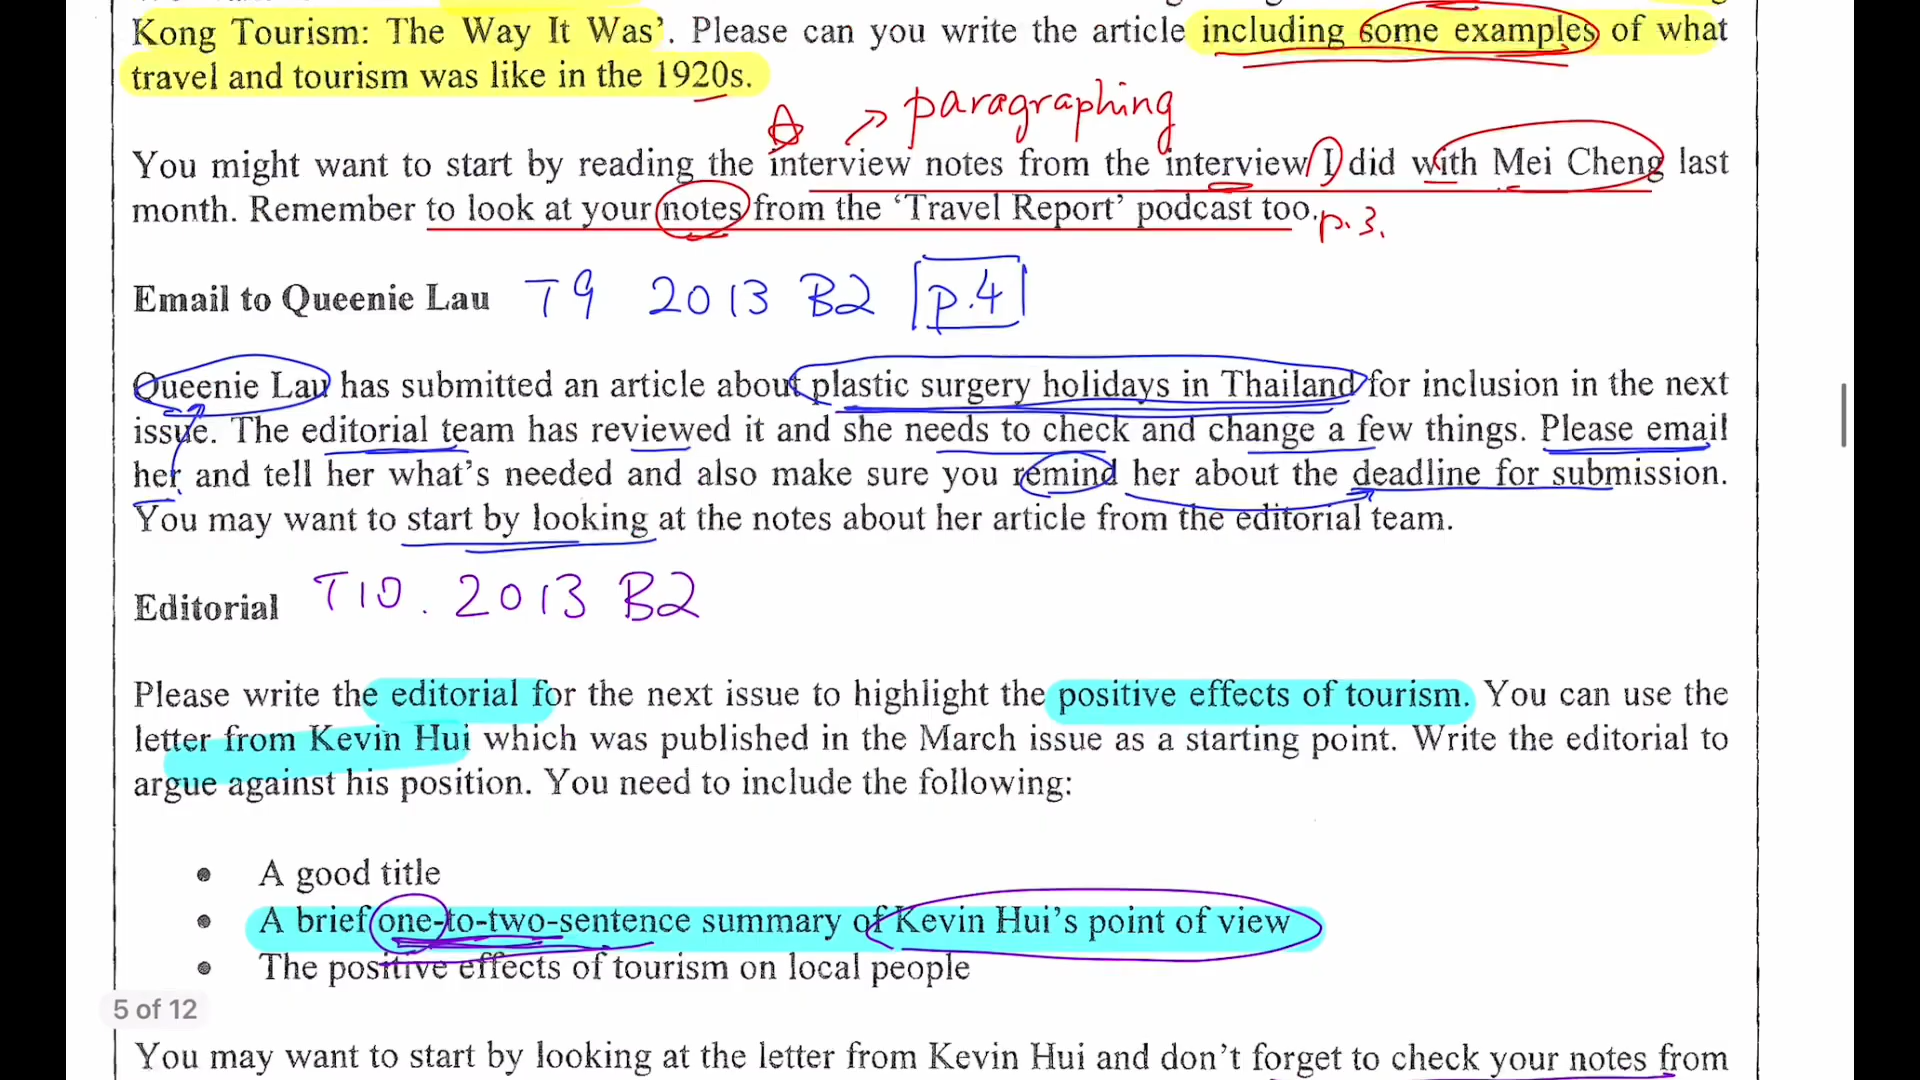 Kong Tourism: The Way It Was’. Please can you write the article including some examples of what
travel and tourism was like in the 1920s.
paragraphing
You might want to start by reading the interview notes from the interview I did with Mei Cheng last
month. Remember to look at your notes from the ‘Travel Report’ podcast too. p.3.
Email to Queenie Lau T9 2013 B2 p.4
Queenie Lau has submitted an article about plastic surgery holidays in Thailand for inclusion in the next
issue. The editorial team has reviewed it and she needs to check and change a few things. Please email
her and tell her what’s needed and also make sure you remind her about the deadline for submission.
You may want to start by looking at the notes about her article from the editorial team.
Editorial T10. 2013 B2
Please write the editorial for the next issue to highlight the positive effects of tourism. You can use the
letter from Kevin Hui which was published in the March issue as a starting point. Write the editorial to
argue against his position. You need to include the following:
• A good title
• A brief one-to-two-sentence summary of Kevin Hui’s point of view
• The positive effects of tourism on local people
5 of 12
You may want to start by looking at the letter from Kevin Hui and don’t forget to check your notes from